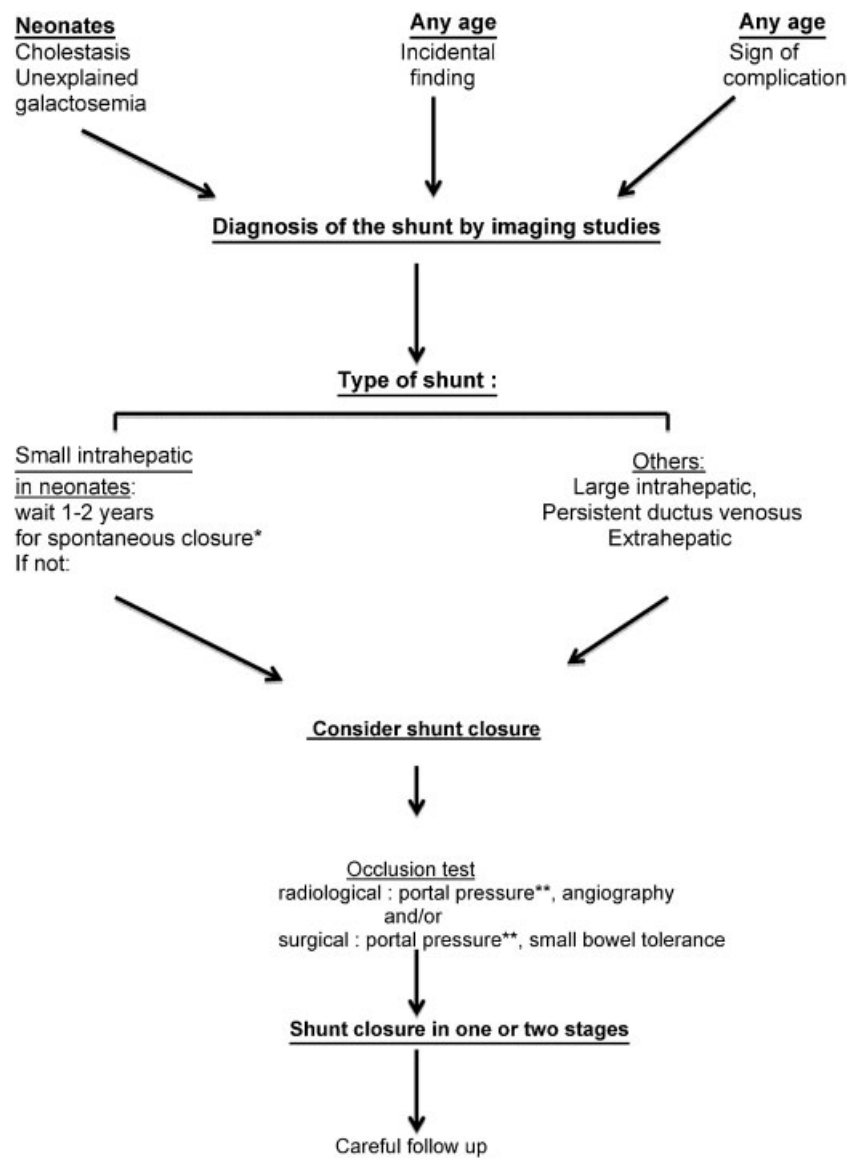 Neonates
Cholestasis
Unexplained
galactosemia
Any age
Incidental
finding
Any age
Sign of
complication
Diagnosis of the shunt by imaging studies
Type of shunt :
Small intrahepatic
in neonates:
wait 1-2 years
for spontaneous closure*
If not:
Others:
Large intrahepatic,
Persistent ductus venosus
Extrahepatic
Consider shunt closure
Occlusion test
radiological : portal pressure**, angiography
and/or
surgical : portal pressure**, small bowel tolerance
Shunt closure in one or two stages
Careful follow up